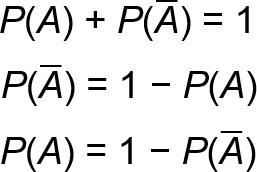 P(A) + P(A̅) = 1
P(A̅) = 1 − P(A)
P(A) = 1 − P(A̅)